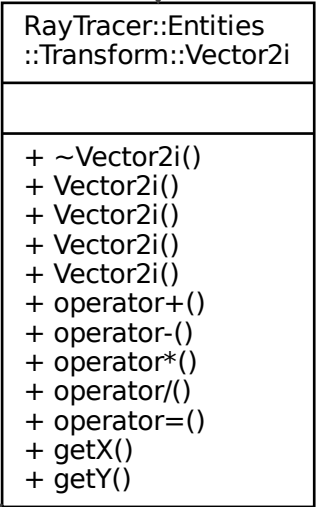 RayTracer::Entities
::Transform::Vector2i
+ ~Vector2i()
+ Vector2i()
+ Vector2i()
+ Vector2i()
+ Vector2i()
+ operator+()
+ operator-()
+ operator*()
+ operator/()
+ operator=()
+ getX()
+ getY()